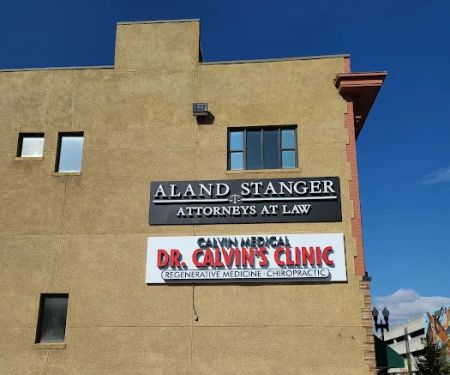 ALAND STANGER
ATTORNEYS AT LAW
CALVIN MEDICAL
DR. CALVIN'S CLINIC
REGENERATIVE MEDICINE · CHIROPRACTIC